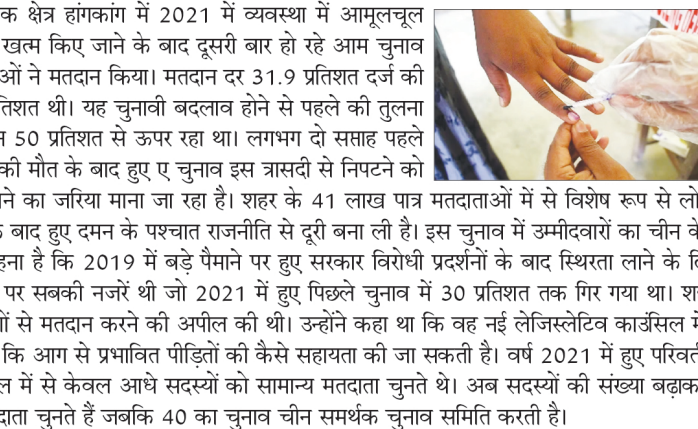 क क्षेत्र हांगकांग में 2021 में व्यवस्था में आमूलचूल
खत्म किए जाने के बाद दूसरी बार हो रहे आम चुनाव
ओं ने मतदान किया। मतदान दर 31.9 प्रतिशत दर्ज की
तिशत थी। यह चुनावी बदलाव होने से पहले की तुलना
50 प्रतिशत से ऊपर रहा था। लगभग दो सप्ताह पहले
की मौत के बाद हुए ए चुनाव इस त्रासदी से निपटने को
ने का जरिया माना जा रहा है। शहर के 41 लाख पात्र मतदाताओं में से विशेष रूप से लो
बाद हुए दमन के पश्चात राजनीति से दूरी बना ली है। इस चुनाव में उम्मीदवारों का चीन के
हना है कि 2019 में बड़े पैमाने पर हुए सरकार विरोधी प्रदर्शनों के बाद स्थिरता लाने के
पर सबकी नजरें थी जो 2021 में हुए पिछले चुनाव में 30 प्रतिशत तक गिर गया था। श
ों से मतदान करने की अपील की थी। उन्होंने कहा था कि वह नई लेजिस्लेटिव काउंसिल में
कि आग से प्रभावित पीड़ितों की कैसे सहायता की जा सकती है। वर्ष 2021 में हुए परिवर्त
ल में से केवल आधे सदस्यों को सामान्य मतदाता चुनते थे। अब सदस्यों की संख्या बढ़ाक
दाता चुनते हैं जबकि 40 का चुनाव चीन समर्थक चुनाव समिति करती है।